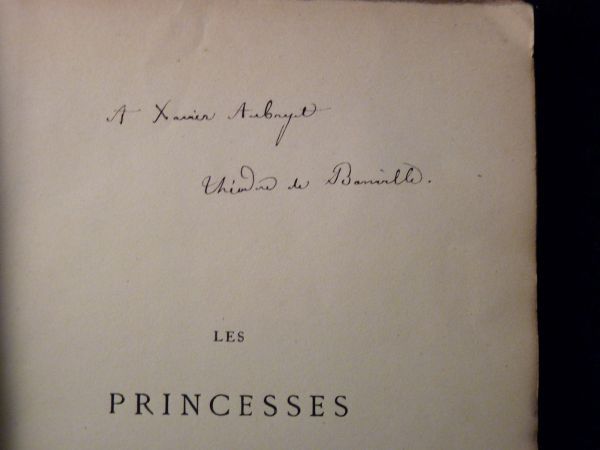 A Xavier Aubryet
Théodore de Banville.
LES
PRINCESSES